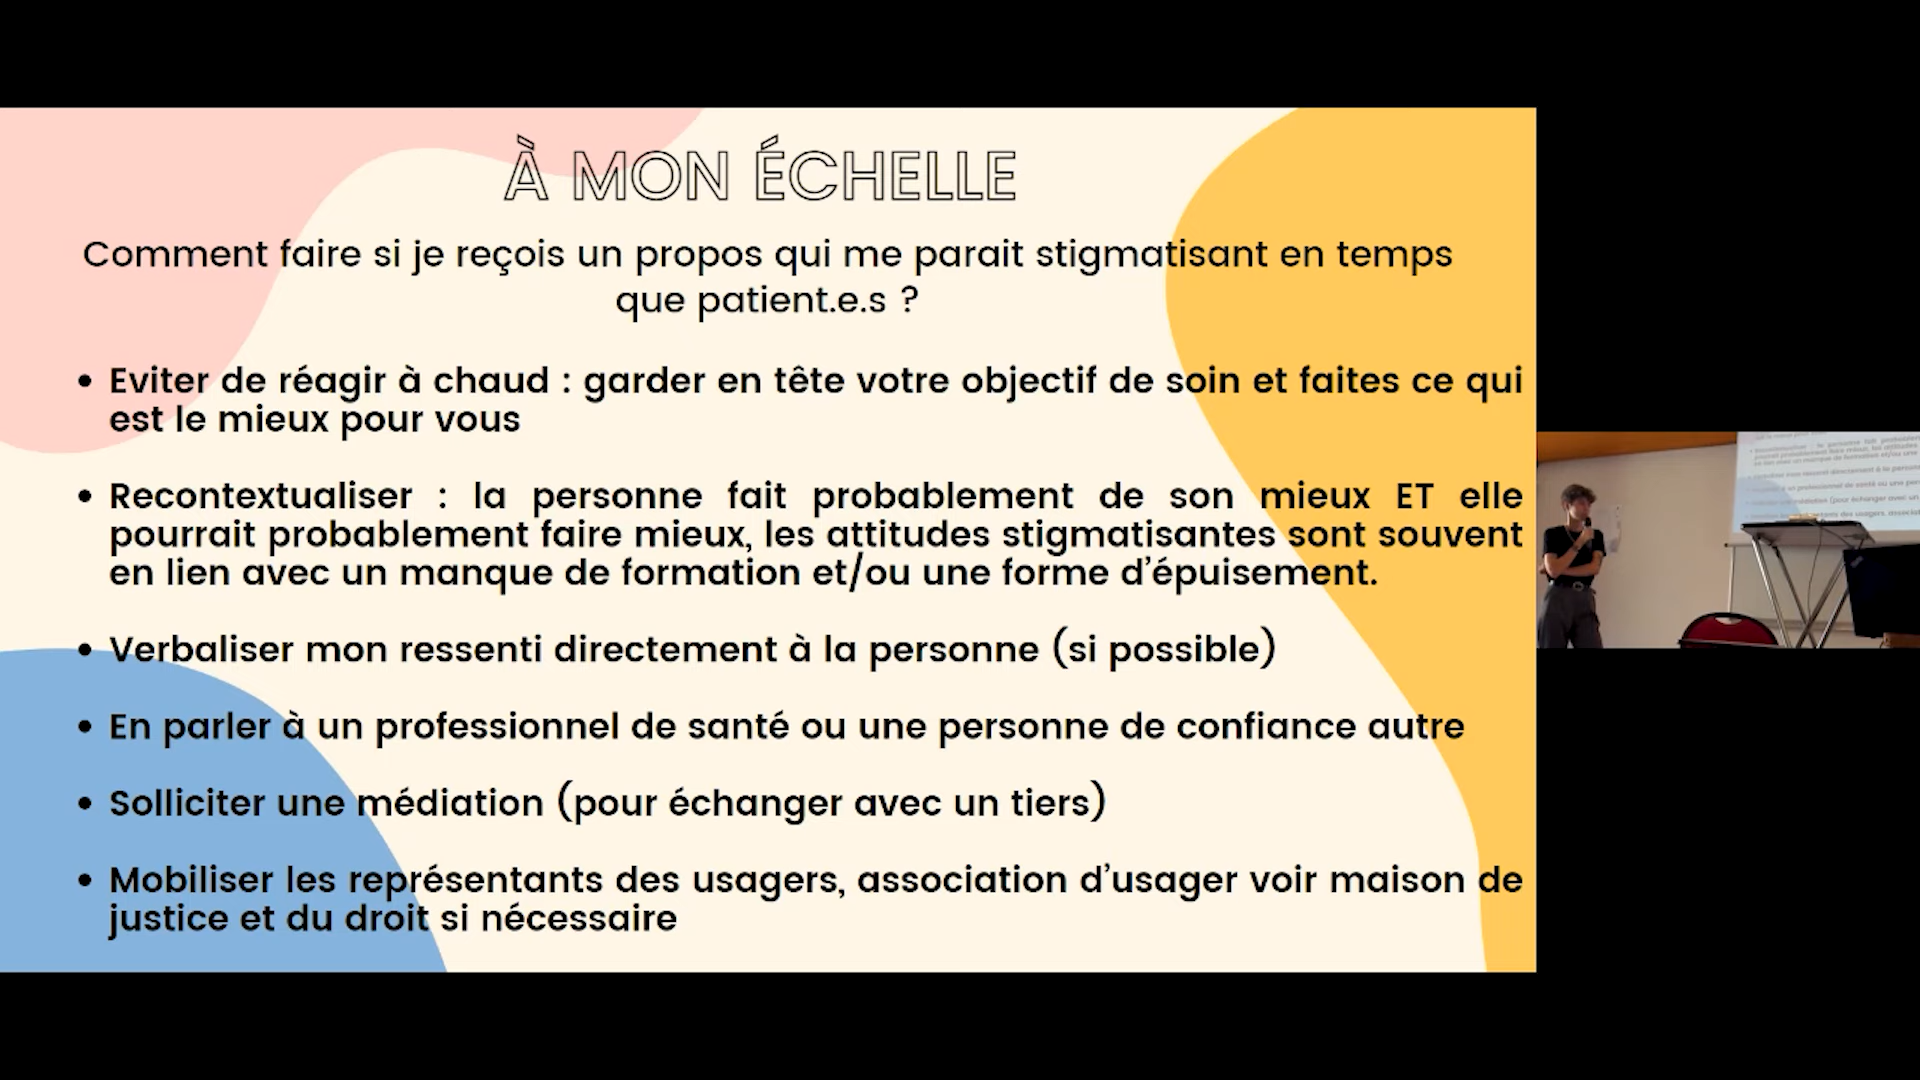 À MON ÉCHELLE
Comment faire si je reçois un propos qui me parait stigmatisant en temps
que patient.e.s ?
• Eviter de réagir à chaud : garder en tête votre objectif de soin et faites ce qui
est le mieux pour vous
• Recontextualiser : la personne fait probablement de son mieux ET elle
pourrait probablement faire mieux, les attitudes stigmatisantes sont souvent
en lien avec un manque de formation et/ou une forme d’épuisement.
• Verbaliser mon ressenti directement à la personne (si possible)
• En parler à un professionnel de santé ou une personne de confiance autre
• Solliciter une médiation (pour échanger avec un tiers)
• Mobiliser les représentants des usagers, association d’usager voir maison de
justice et du droit si nécessaire